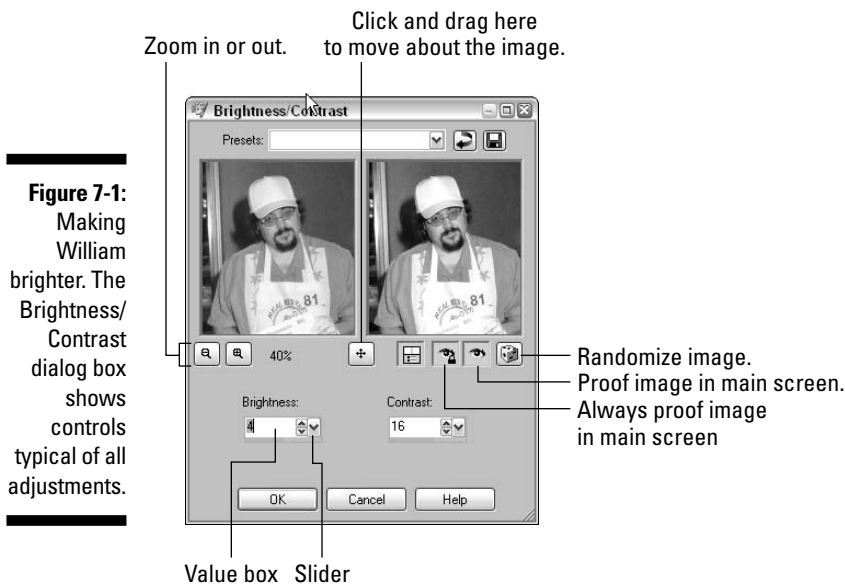 Click and drag here
to move about the image.
Zoom in or out.
Brightness/Contrast
Presets:
Figure 7-1:
Making
William
brighter. The
Brightness/
Contrast
dialog box
shows
controls
typical of all
adjustments.
81
40%
Randomize image.
Proof image in main screen.
Always proof image
in main screen
Brightness:
Contrast:
4
16
OK
Cancel
Help
Value box
Slider